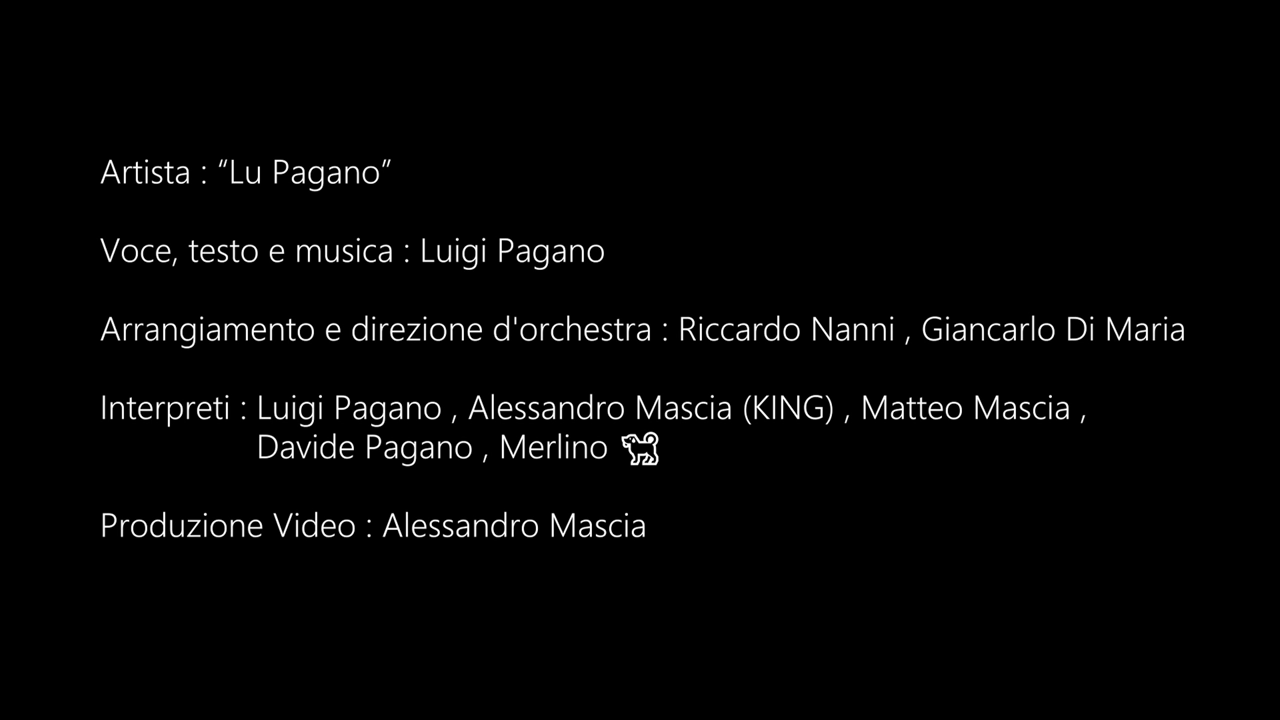 Artista : “Lu Pagano”
Voce, testo e musica : Luigi Pagano
Arrangiamento e direzione d'orchestra : Riccardo Nanni , Giancarlo Di Maria
Interpreti : Luigi Pagano , Alessandro Mascia (KING) , Matteo Mascia ,
Davide Pagano , Merlino 🐕
Produzione Video : Alessandro Mascia